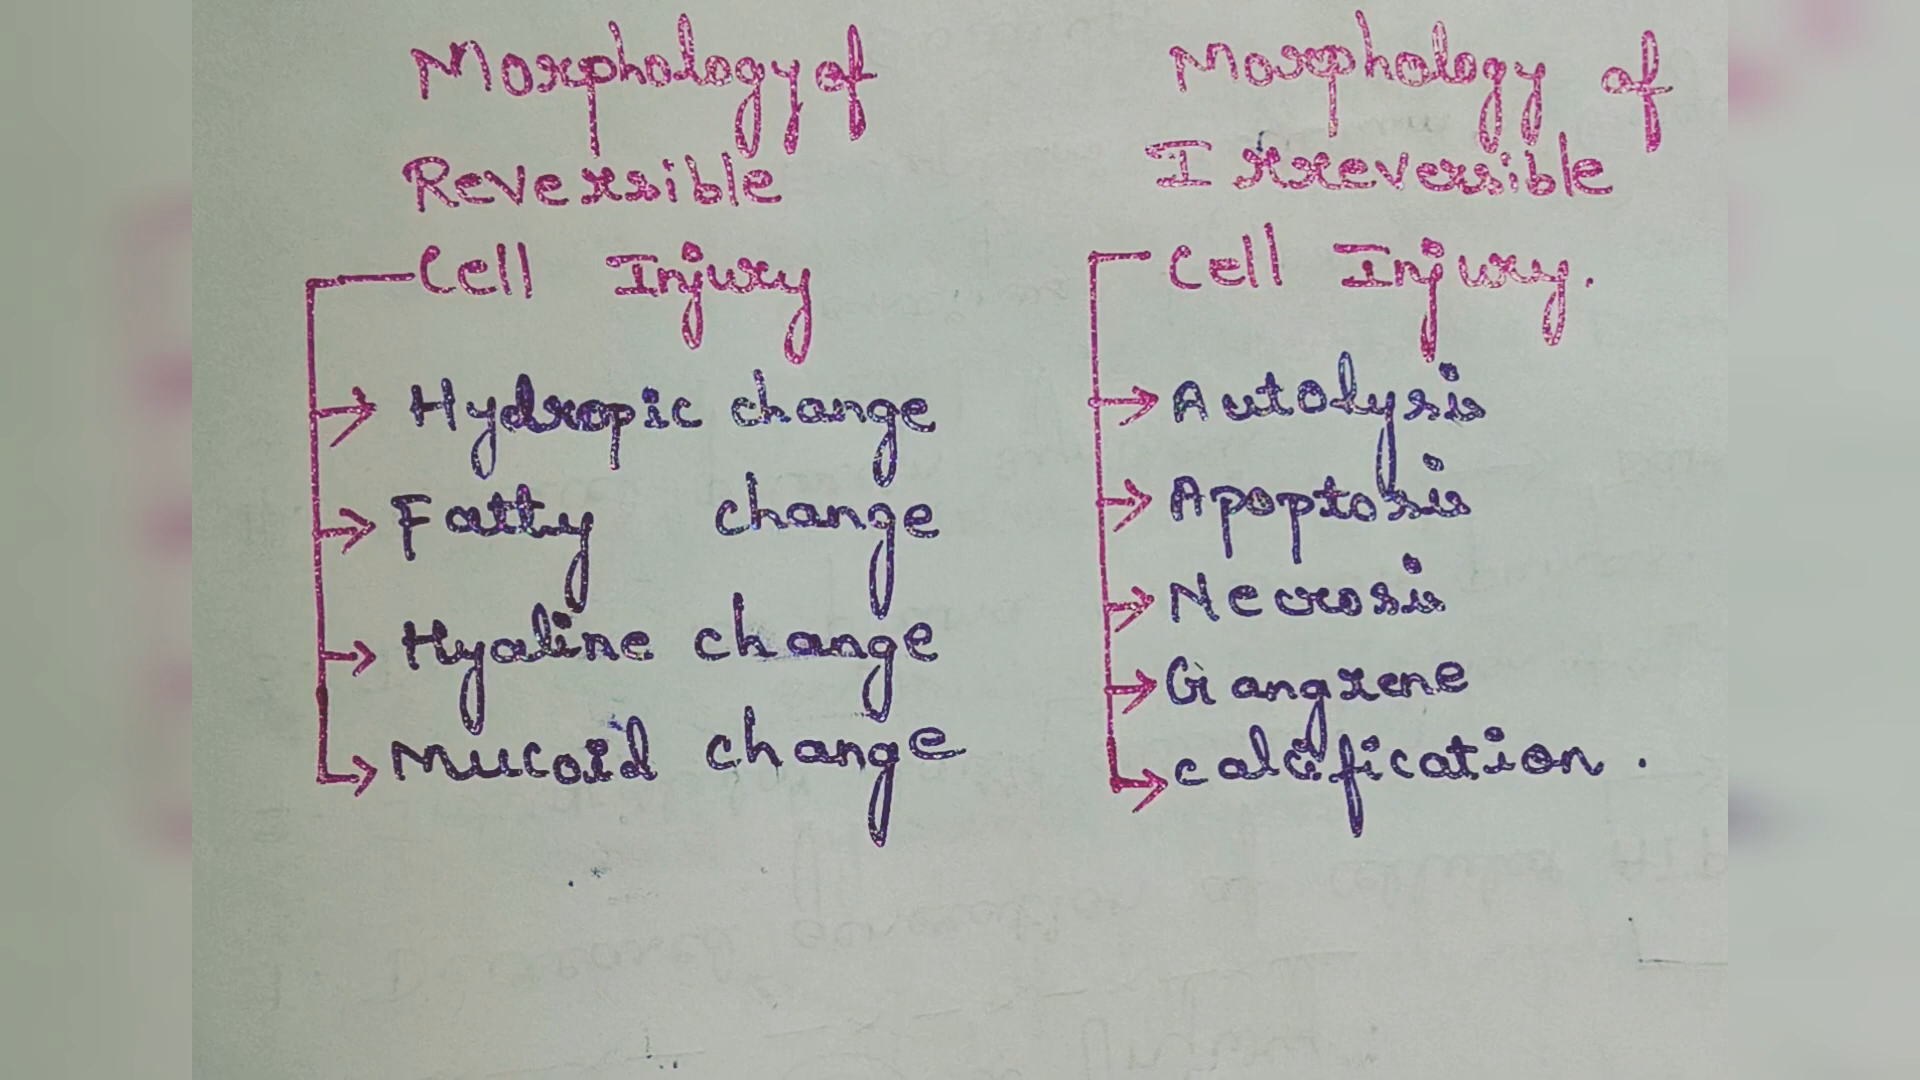 Morphology of
Reversible
Cell Injury
Hydropic change
Fatty change
Hyaline change
Mucoid change
Morphology of
Irreversible
Cell Injury.
Autolysis
Apoptosis
Necrosis
Gangrene
calcification.